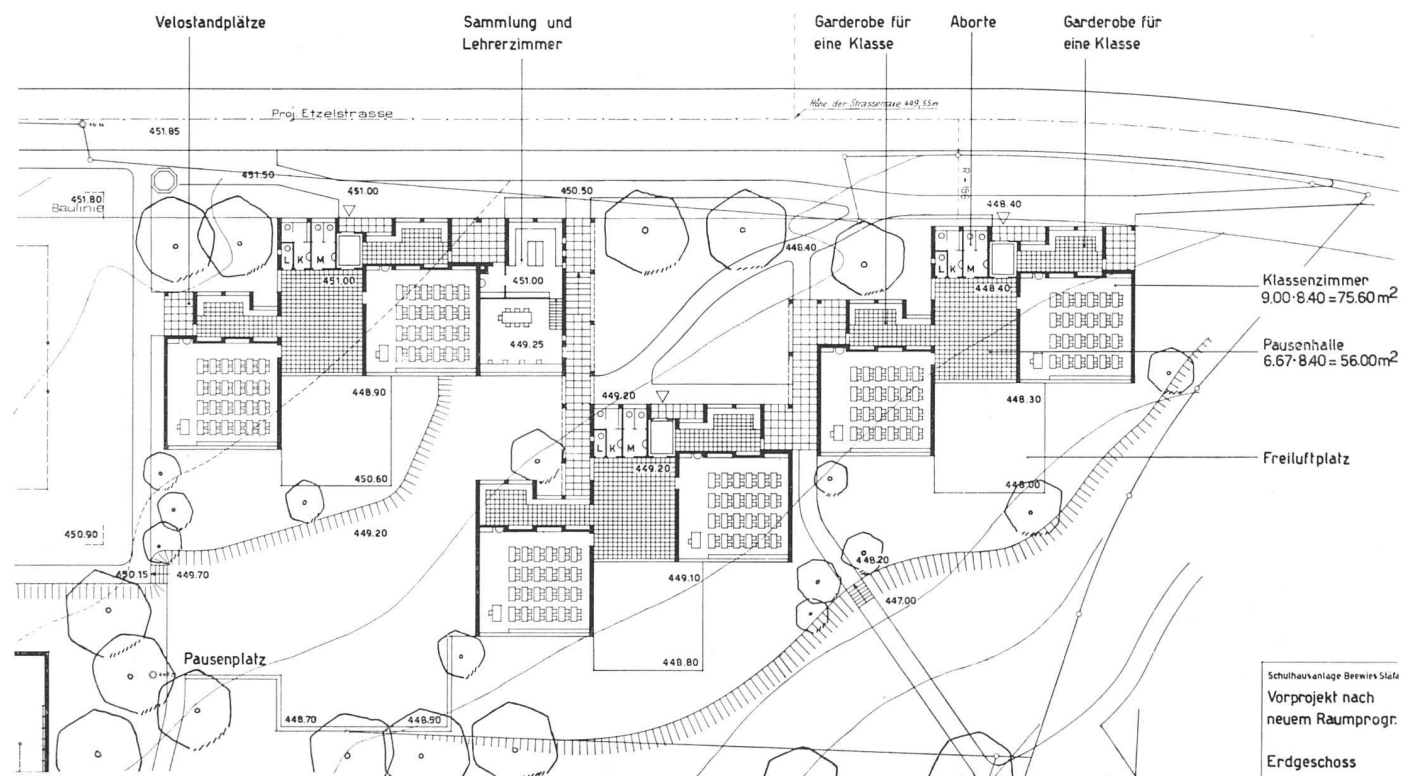 Velostandplätze
Sammlung und
Lehrerzimmer
Garderobe für
eine Klasse
Aborte
Garderobe für
eine Klasse
Proj. Etzelstrasse
Höhe der Strassenaxe 449,55m
451.85
451.50
451.80
Baulinie
451.00
450.50
448.40
448.40
L K M
451.00
451.00
L K M
448.40
Klassenzimmer
9.00·8.40 = 75.60 m²
449.25
Pausenhalle
6.67·8.40 = 56.00 m²
448.90
449.20
448.30
L K M
449.20
Freiluftplatz
450.60
448.00
450.90
449.20
448.20
450.15
449.70
449.10
447.00
Pausenplatz
448.80
448.70
448.50
Schulhausanlage Beewies Stäfa
Vorprojekt nach
neuem Raumprogr.
Erdgeschoss